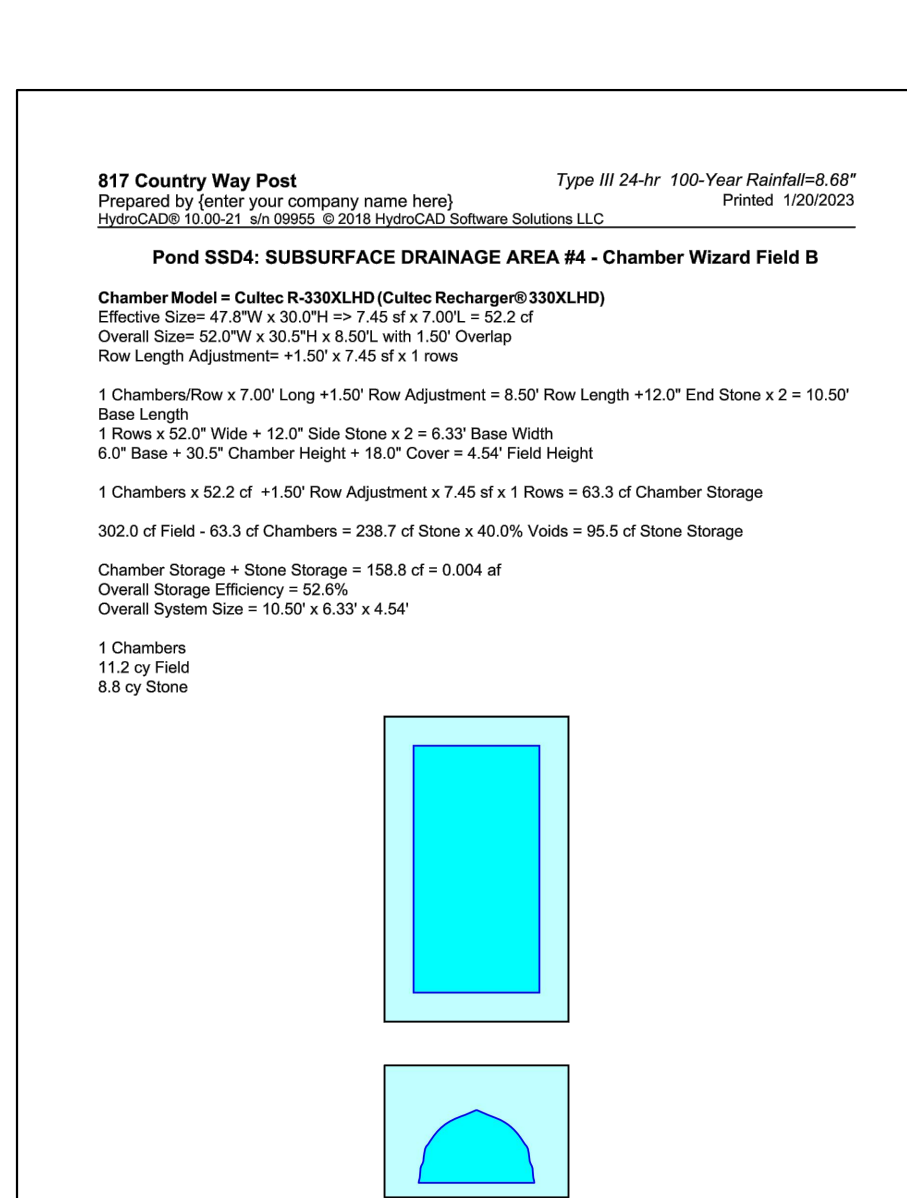 817 Country Way Post
Type III 24-hr 100-Year Rainfall=8.68"
Prepared by {enter your company name here}
Printed 1/20/2023
HydroCAD® 10.00-21 s/n 09955 © 2018 HydroCAD Software Solutions LLC
Pond SSD4: SUBSURFACE DRAINAGE AREA #4 - Chamber Wizard Field B
Chamber Model = Cultec R-330XLHD (Cultec Recharger® 330XLHD)
Effective Size= 47.8"W x 30.0"H => 7.45 sf x 7.00'L = 52.2 cf
Overall Size= 52.0"W x 30.5"H x 8.50'L with 1.50' Overlap
Row Length Adjustment= +1.50' x 7.45 sf x 1 rows
1 Chambers/Row x 7.00' Long +1.50' Row Adjustment = 8.50' Row Length +12.0" End Stone x 2 = 10.50'
Base Length
1 Rows x 52.0" Wide + 12.0" Side Stone x 2 = 6.33' Base Width
6.0" Base + 30.5" Chamber Height + 18.0" Cover = 4.54' Field Height
1 Chambers x 52.2 cf +1.50' Row Adjustment x 7.45 sf x 1 Rows = 63.3 cf Chamber Storage
302.0 cf Field - 63.3 cf Chambers = 238.7 cf Stone x 40.0% Voids = 95.5 cf Stone Storage
Chamber Storage + Stone Storage = 158.8 cf = 0.004 af
Overall Storage Efficiency = 52.6%
Overall System Size = 10.50' x 6.33' x 4.54'
1 Chambers
11.2 cy Field
8.8 cy Stone